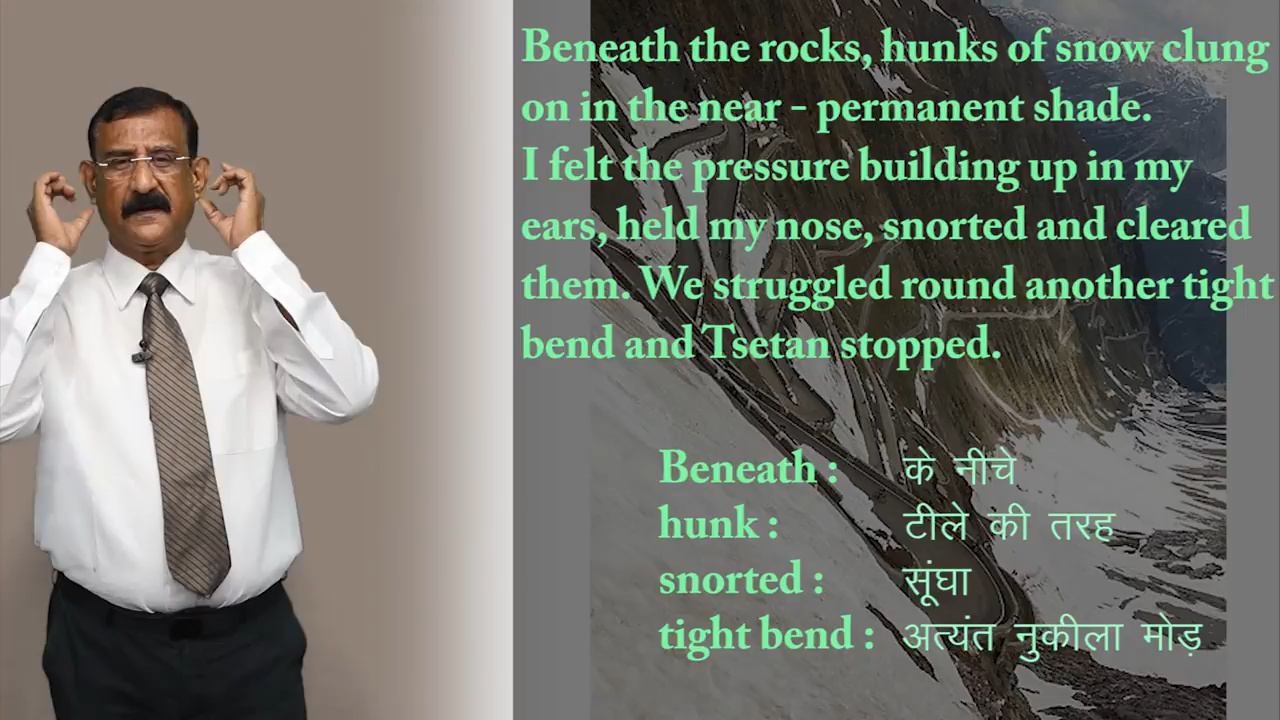 Beneath the rocks, hunks of snow clung
on in the near - permanent shade.
I felt the pressure building up in my
ears, held my nose, snorted and cleared
them. We struggled round another tight
bend and Tsetan stopped.
Beneath : के नीचे
hunk : टीले की तरह
snorted : सूंघा
tight bend : अत्यंत नुकीला मोड़